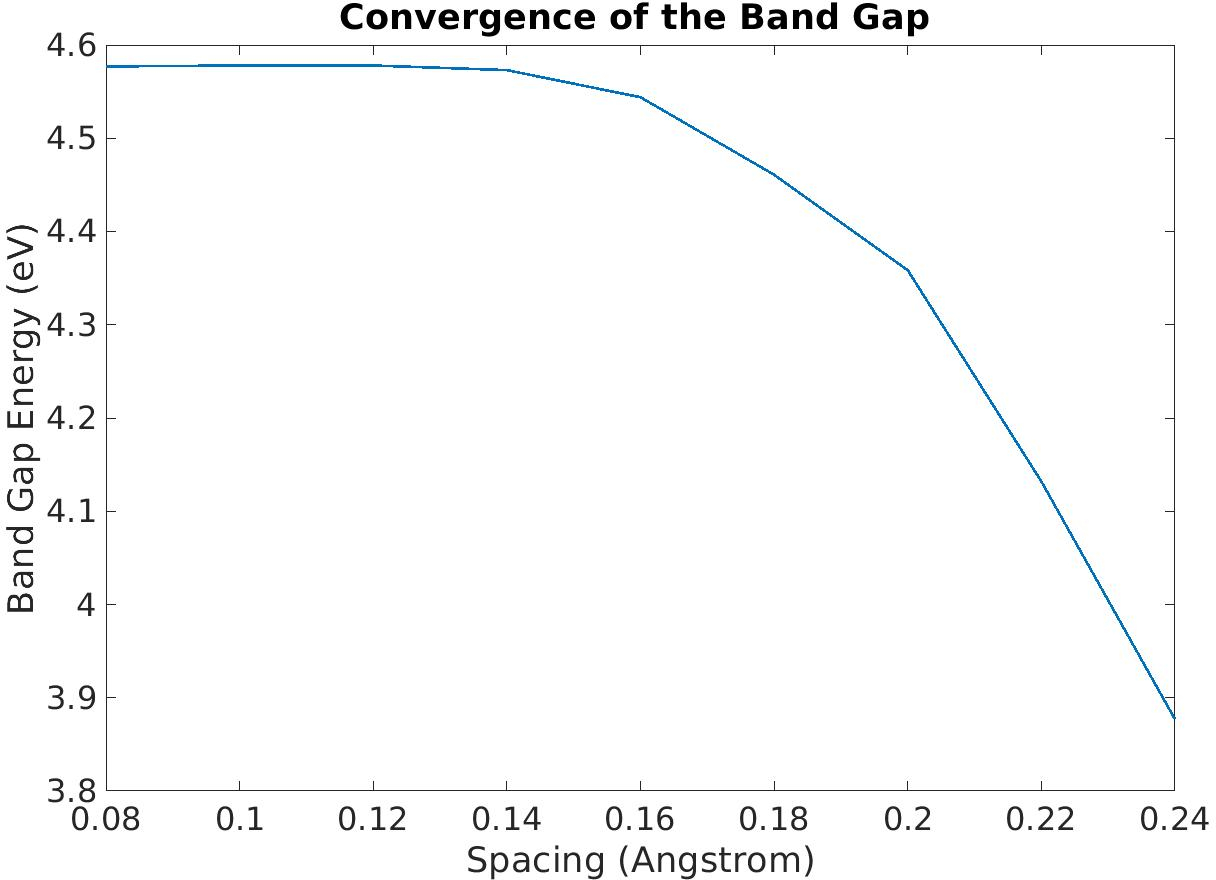 Convergence of the Band Gap
Band Gap Energy (eV)
4.6
4.5
4.4
4.3
4.2
4.1
4
3.9
3.8
0.08 0.1 0.12 0.14 0.16 0.18 0.2 0.22 0.24
Spacing (Angstrom)